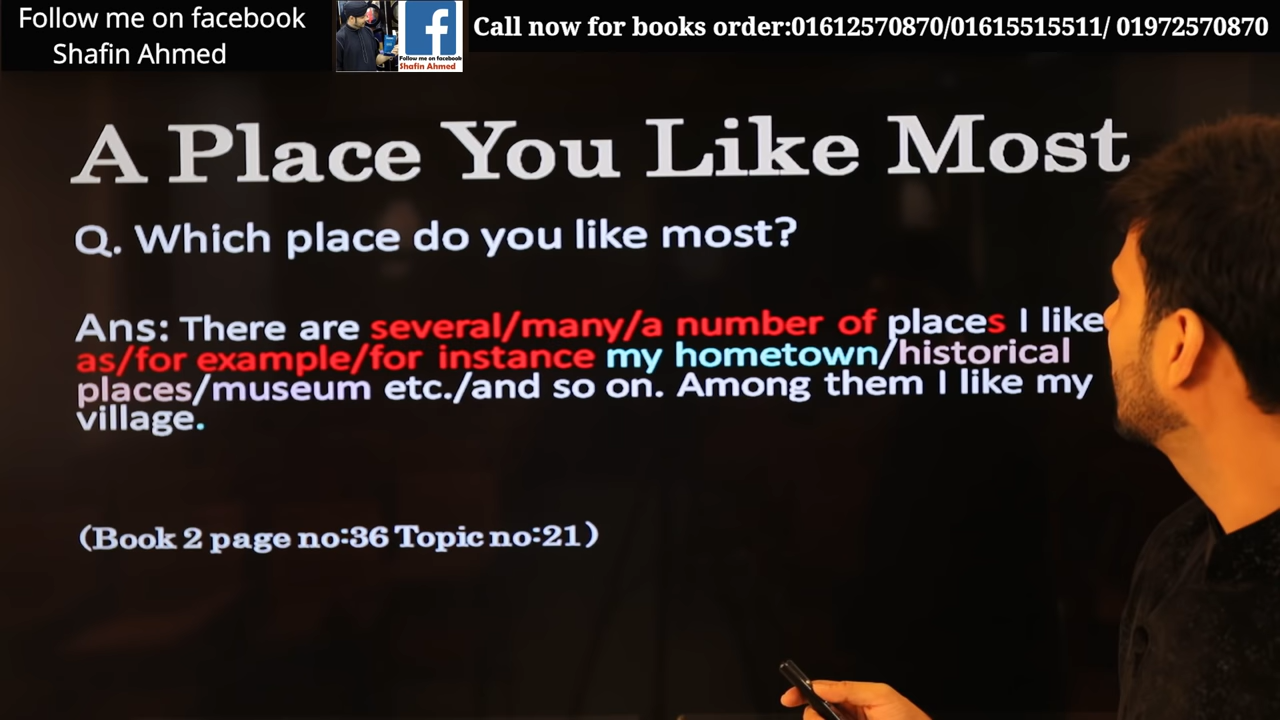 Follow me on facebook
Shafin Ahmed
Follow me on facebook
Shafin Ahmed
Call now for books order:01612570870/01615515511/ 01972570870
A Place You Like Most
Q. Which place do you like most?
Ans: There are several/many/a number of places I like
as/for example/for instance my hometown/historical
places/museum etc./and so on. Among them I like my
village.
(Book 2 page no:36 Topic no:21)